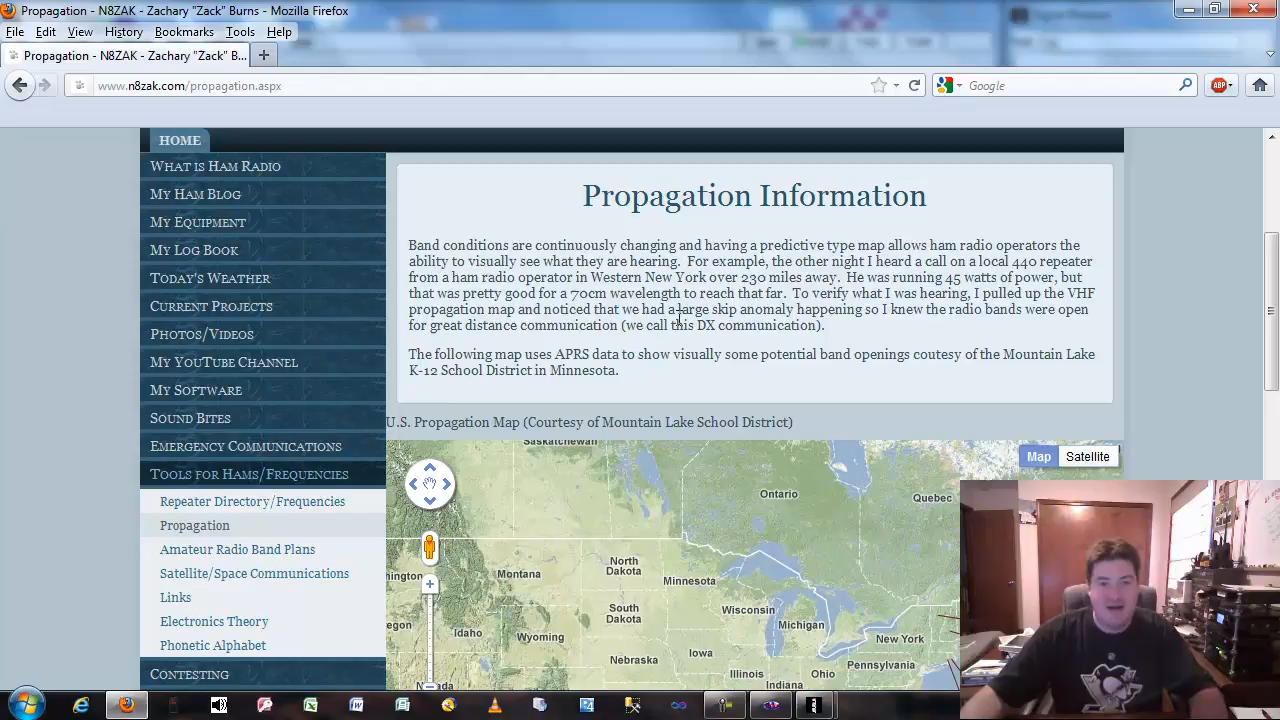 Propagation - N8ZAK - Zachary "Zack" Burns - Mozilla Firefox
File Edit View History Bookmarks Tools Help
Propagation - N8ZAK - Zachary "Zack" B...
www.n8zak.com/propagation.aspx
Google
ABP
HOME
WHAT IS HAM RADIO
MY HAM BLOG
MY EQUIPMENT
MY LOG BOOK
TODAY'S WEATHER
CURRENT PROJECTS
PHOTOS/VIDEOS
MY YOUTUBE CHANNEL
MY SOFTWARE
SOUND BITES
EMERGENCY COMMUNICATIONS
TOOLS FOR HAMS/FREQUENCIES
Repeater Directory/Frequencies
Propagation
Amateur Radio Band Plans
Satellite/Space Communications
Links
Electronics Theory
Phonetic Alphabet
CONTESTING
Propagation Information
Band conditions are continuously changing and having a predictive type map allows ham radio operators the
ability to visually see what they are hearing. For example, the other night I heard a call on a local 440 repeater
from a ham radio operator in Western New York over 230 miles away. He was running 45 watts of power, but
that was pretty good for a 70cm wavelength to reach that far. To verify what I was hearing, I pulled up the VHF
propagation map and noticed that we had a large skip anomaly happening so I knew the radio bands were open
for great distance communication (we call this DX communication).
The following map uses APRS data to show visually some potential band openings coutesy of the Mountain Lake
K-12 School District in Minnesota.
U.S. Propagation Map (Courtesy of Mountain Lake School District)
Saskatchewan
Map Satellite
Ontario
Quebec
North
Dakota
Montana
Minnesota
hington
South
Dakota
Wisconsin
Michigan
egon
Idaho
Wyoming
New York
Iowa
Nebraska
Pennsylvania
Illinois
Ohio
Indiana
Nevada